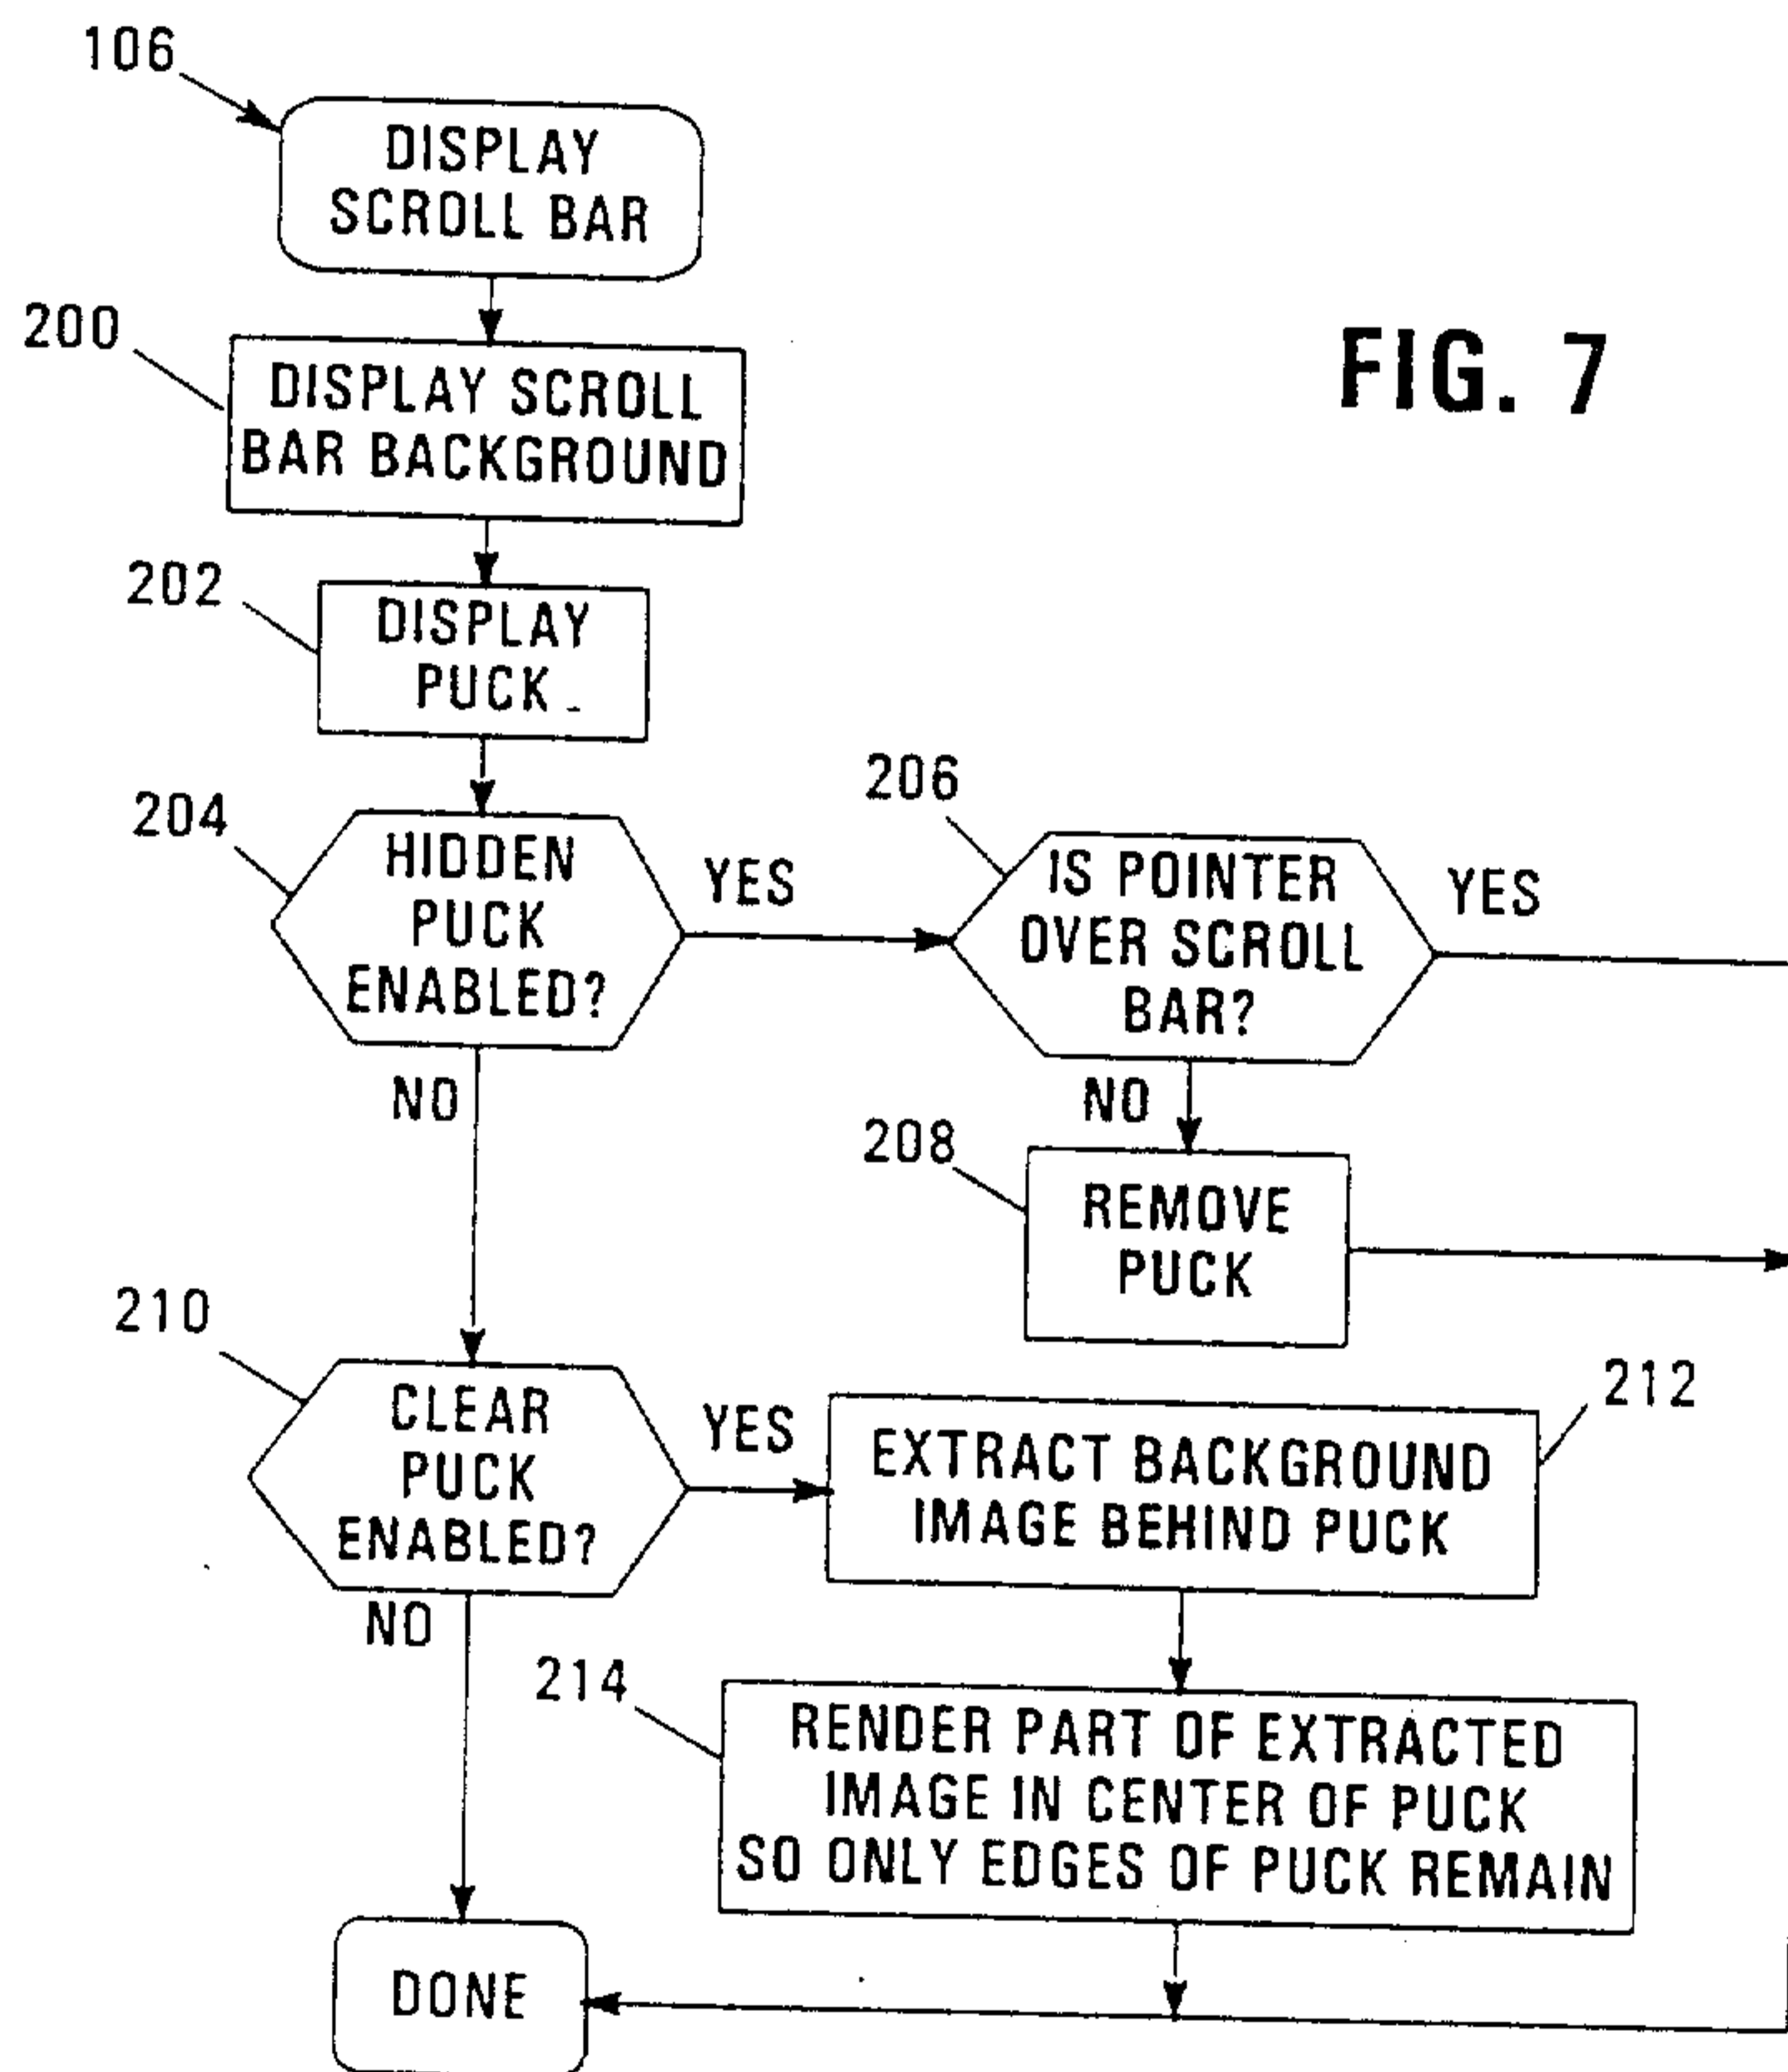 106
DISPLAY
SCROLL BAR
200
DISPLAY SCROLL
BAR BACKGROUND
FIG. 7
202
DISPLAY
PUCK
204
HIDDEN
PUCK
ENABLED?
YES
206
IS POINTER
OVER SCROLL
BAR?
YES
NO
NO
208
REMOVE
PUCK
210
CLEAR
PUCK
ENABLED?
YES
212
EXTRACT BACKGROUND
IMAGE BEHIND PUCK
NO
214
RENDER PART OF EXTRACTED
IMAGE IN CENTER OF PUCK
SO ONLY EDGES OF PUCK REMAIN
DONE